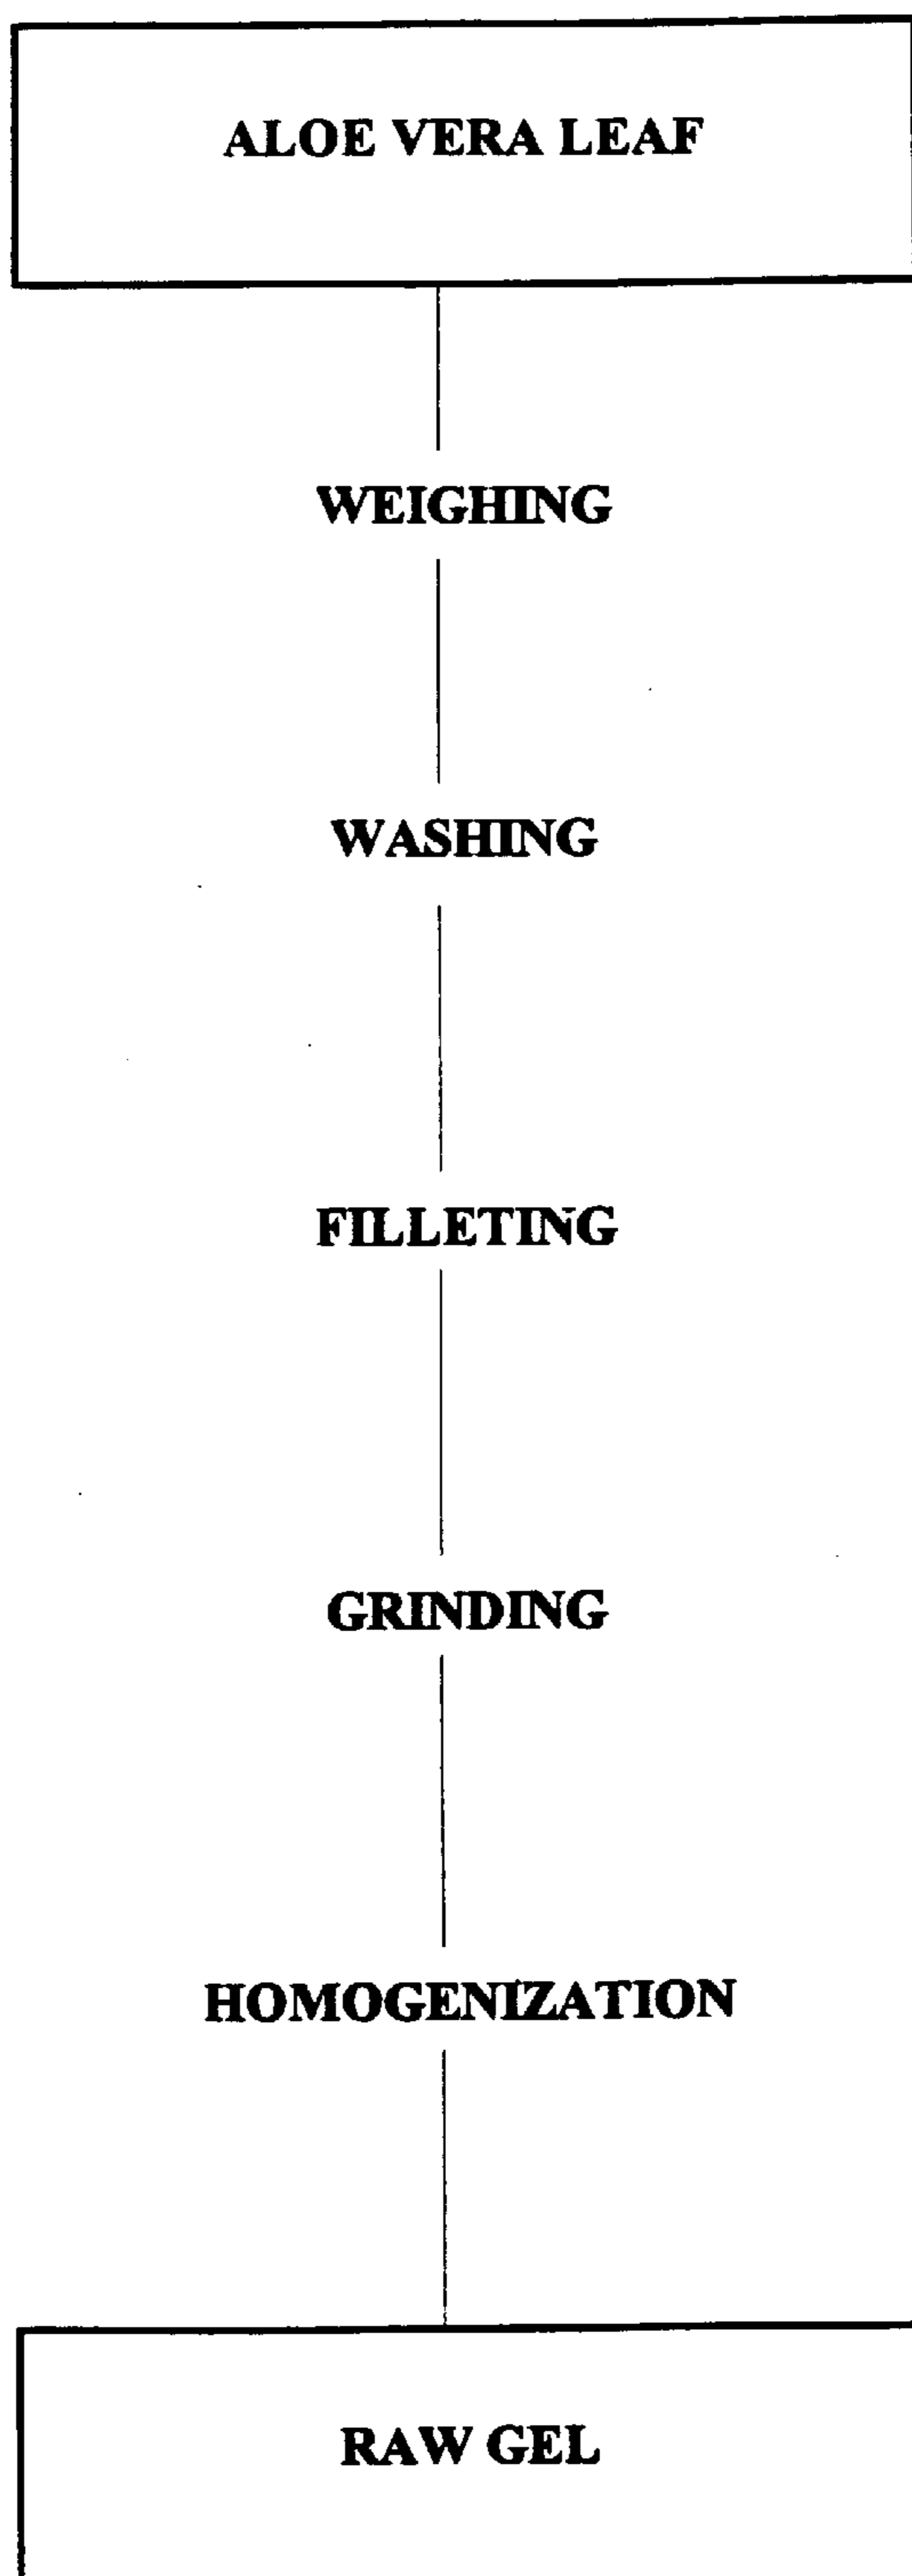 ALOE VERA LEAF
WEIGHING
WASHING
FILLETING
GRINDING
HOMOGENIZATION
RAW GEL